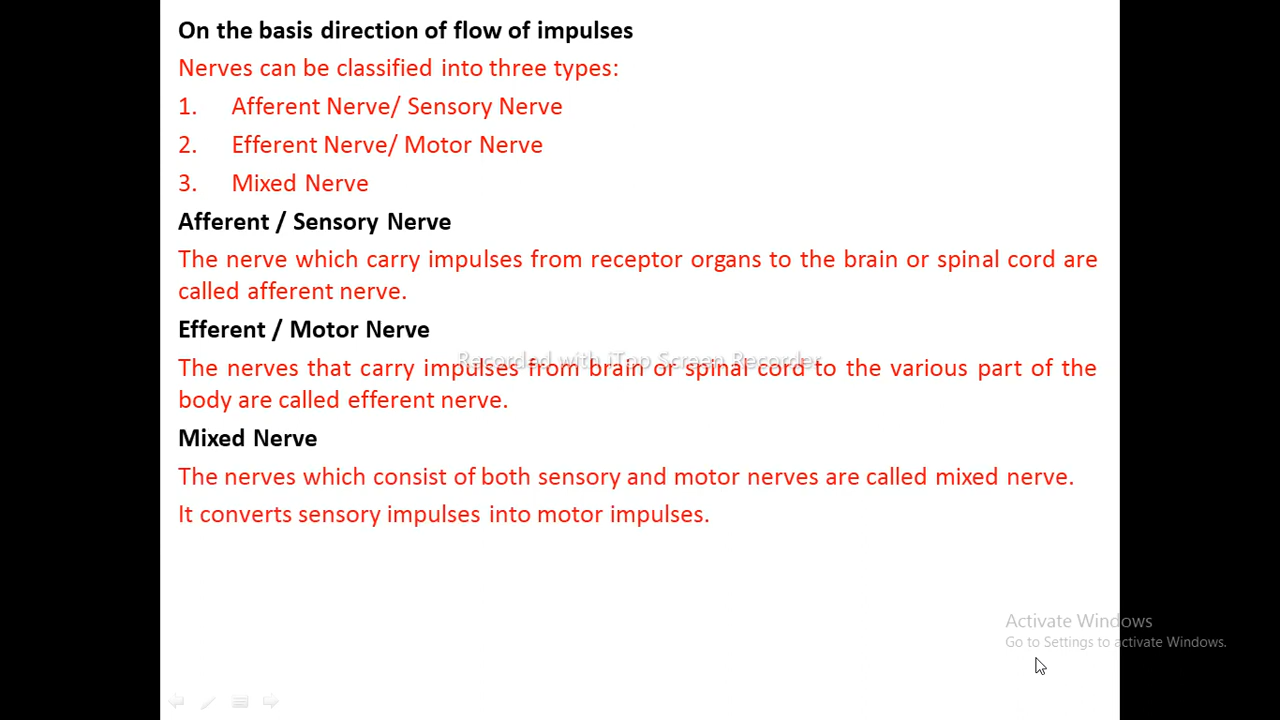 On the basis direction of flow of impulses
Nerves can be classified into three types:
1. Afferent Nerve/ Sensory Nerve
2. Efferent Nerve/ Motor Nerve
3. Mixed Nerve
Afferent / Sensory Nerve
The nerve which carry impulses from receptor organs to the brain or spinal cord are
called afferent nerve.
Efferent / Motor Nerve
Recorded with iTop Screen Recorder
The nerves that carry impulses from brain or spinal cord to the various part of the
body are called efferent nerve.
Mixed Nerve
The nerves which consist of both sensory and motor nerves are called mixed nerve.
It converts sensory impulses into motor impulses.
Activate Windows
Go to Settings to activate Windows.